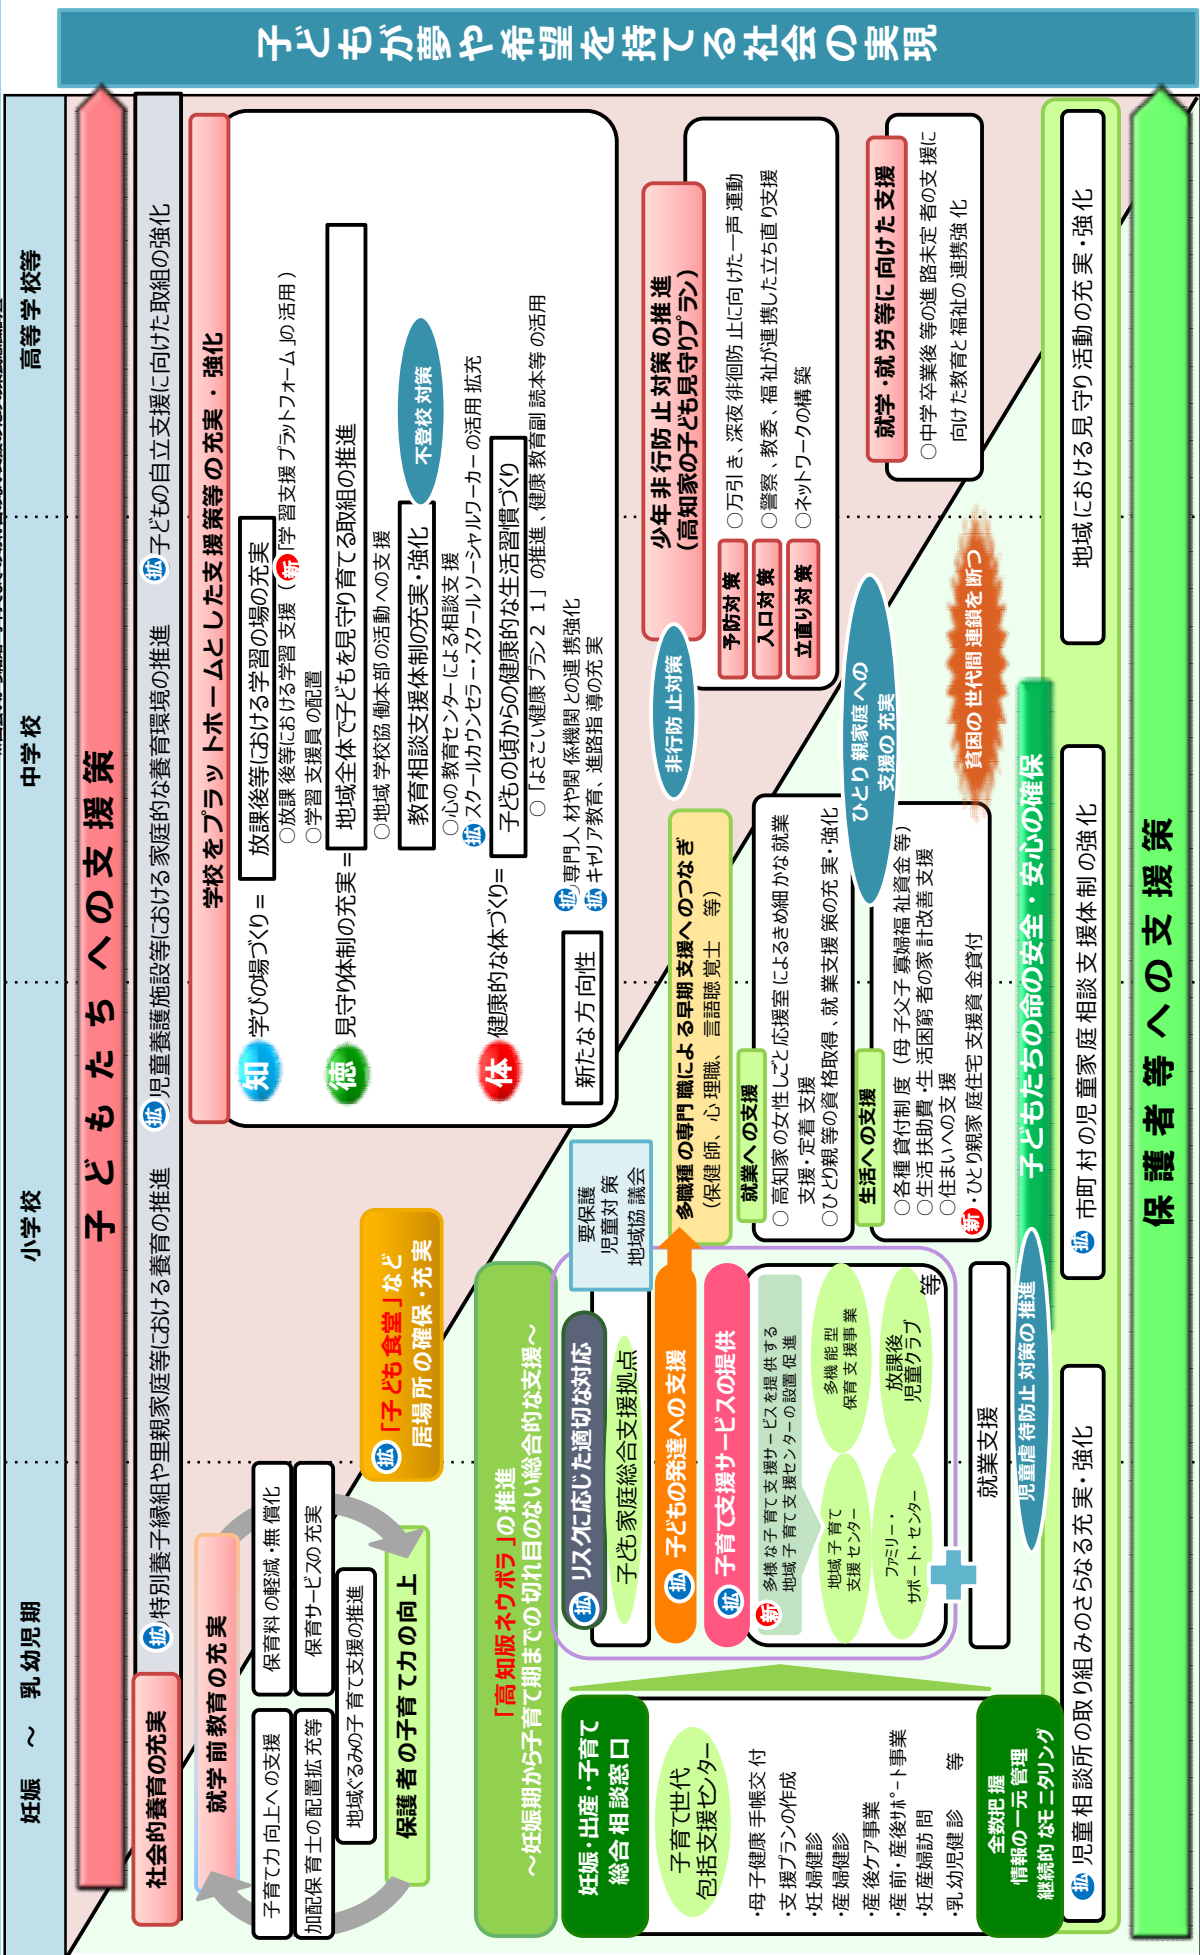 子どもが夢や希望を持てる社会の実現
妊娠　～　乳幼児期
小学校
中学校
高等学校等
子どもたちへの支援策
社会的養育の充実
拡 特別養子縁組や里親家庭等における養育の推進
拡 児童養護施設等における家庭的な養育環境の推進
拡 子どもの自立支援に向けた取組の強化
就学前教育の充実
子育て力向上への支援
保育料の軽減・無償化
加配保育士の配置拡充等
保育サービスの充実
地域ぐるみの子育て支援の推進
保護者の子育て力の向上
拡 「子ども食堂」など
居場所の確保・充実
学校をプラットホームとした支援策等の充実・強化
知 学びの場づくり＝
放課後等における学習の場の充実
○放課後等における学習支援（新「学習支援プラットフォーム」の活用）
○学習支援員の配置
徳 見守り体制の充実＝
地域全体で子どもを見守り育てる取組の推進
○地域学校協働本部の活動への支援
教育相談支援体制の充実・強化
不登校対策
○心の教育センターによる相談支援
拡 スクールカウンセラー・スクールソーシャルワーカーの活用拡充
体 健康的な体づくり＝
子どもの頃からの健康的な生活習慣づくり
○「よさこい健康プラン２１」の推進、健康教育副読本等の活用
新たな方向性
拡 専門人材や関係機関との連携強化
拡 キャリア教育、進路指導の充実
「高知版ネウボラ」の推進
～妊娠期から子育て期までの切れ目のない総合的な支援～
妊娠・出産・子育て
総合相談窓口
子育て世代
包括支援センター
・母子健康手帳交付
・支援プランの作成
・妊婦健診
・産婦健診
・産後ケア事業
・産前・産後ｻﾎﾟｰﾄ事業
・妊産婦訪問
・乳幼児健診　等
全数把握
情報の一元管理
継続的なモニタリング
拡 リスクに応じた適切な対応
子ども家庭総合支援拠点
要保護
児童対策
地域協議会
拡 子どもの発達への支援
多職種の専門職による早期支援へのつなぎ
（保健師、心理職、言語聴覚士　等）
拡 子育て支援サービスの提供
新 多様な子育て支援サービスを提供する
地域子育て支援センターの設置促進
地域子育て
支援センター
多機能型
保育支援事業
ファミリー・
サポート・センター
放課後
児童クラブ
等
就業支援
就業への支援
○高知家の女性しごと応援室によるきめ細かな就業
支援・定着支援
○ひとり親等の資格取得、就業支援策の充実・強化
生活への支援
○各種貸付制度（母子父子寡婦福祉資金等）
○生活扶助費・生活困窮者の家計改善支援
○住まいへの支援
新・ひとり親家庭住宅支援資金貸付
ひとり親家庭への
支援の充実
非行防止対策
少年非行防止対策の推進
（高知家の子ども見守りプラン）
予防対策
○万引き、深夜徘徊防止に向けた一声運動
入口対策
○警察、教委、福祉が連携した立ち直り支援
立直り対策
○ネットワークの構築
就学・就労等に向けた支援
○中学卒業後等の進路未定者の支援に
向けた教育と福祉の連携強化
貧困の世代間連鎖を断つ
児童虐待防止対策の推進
子どもたちの命の安全・安心の確保
拡 児童相談所の取り組みのさらなる充実・強化
拡 市町村の児童家庭相談支援体制の強化
地域における見守り活動の充実・強化
保護者等への支援策